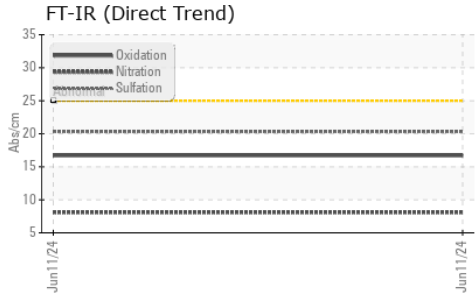 FT-IR (Direct Trend)
35
30
25
20
15
10
5
Abs/cm
Oxidation
Nitration
Sulfation
Abnormal
Jun11/24
Jun11/24